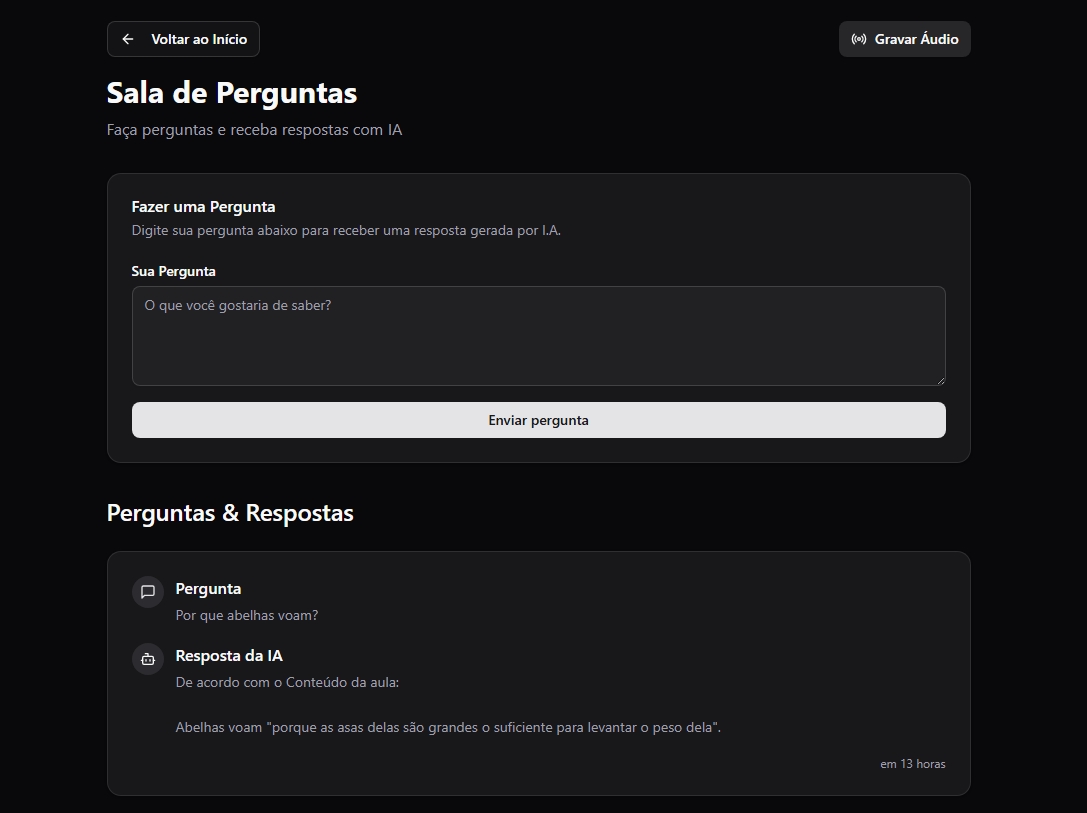 Voltar ao Início
Gravar Áudio
Sala de Perguntas
Faça perguntas e receba respostas com IA
Fazer uma Pergunta
Digite sua pergunta abaixo para receber uma resposta gerada por I.A.
Sua Pergunta
O que você gostaria de saber?
Enviar pergunta
Perguntas & Respostas
Pergunta
Por que abelhas voam?
Resposta da IA
De acordo com o Conteúdo da aula:
Abelhas voam "porque as asas delas são grandes o suficiente para levantar o peso dela".
em 13 horas